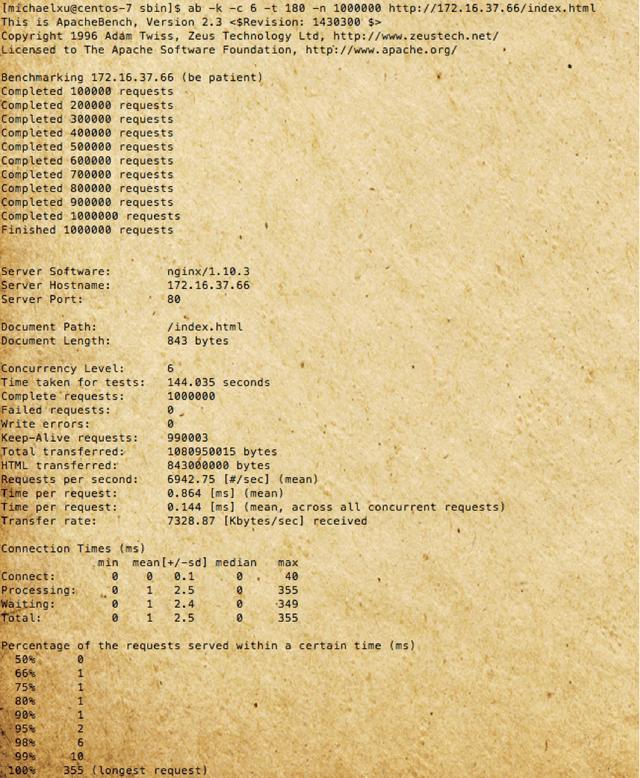 [michaelxu@centos-7 sbin]$ ab -k -c 6 -t 180 -n 1000000 http://172.16.37.66/index.html
This is ApacheBench, Version 2.3 <$Revision: 1430300 $>
Copyright 1996 Adam Twiss, Zeus Technology Ltd, http://www.zeustech.net/
Licensed to The Apache Software Foundation, http://www.apache.org/

Benchmarking 172.16.37.66 (be patient)
Completed 100000 requests
Completed 200000 requests
Completed 300000 requests
Completed 400000 requests
Completed 500000 requests
Completed 600000 requests
Completed 700000 requests
Completed 800000 requests
Completed 900000 requests
Completed 1000000 requests
Finished 1000000 requests

Server Software:        nginx/1.10.3
Server Hostname:        172.16.37.66
Server Port:            80

Document Path:          /index.html
Document Length:        843 bytes

Concurrency Level:      6
Time taken for tests:   144.035 seconds
Complete requests:      1000000
Failed requests:        0
Write errors:           0
Keep-Alive requests:    990003
Total transferred:      1080950015 bytes
HTML transferred:       843000000 bytes
Requests per second:    6942.75 [#/sec] (mean)
Time per request:       0.864 [ms] (mean)
Time per request:       0.144 [ms] (mean, across all concurrent requests)
Transfer rate:          7328.87 [Kbytes/sec] received

Connection Times (ms)
              min  mean[+/-sd] median   max
Connect:        0    0   0.1      0      40
Processing:     0    1   2.5      0     355
Waiting:        0    1   2.4      0     349
Total:          0    1   2.5      0     355

Percentage of the requests served within a certain time (ms)
  50%      0
  66%      1
  75%      1
  80%      1
  90%      1
  95%      2
  98%      6
  99%     10
 100%    355 (longest request)